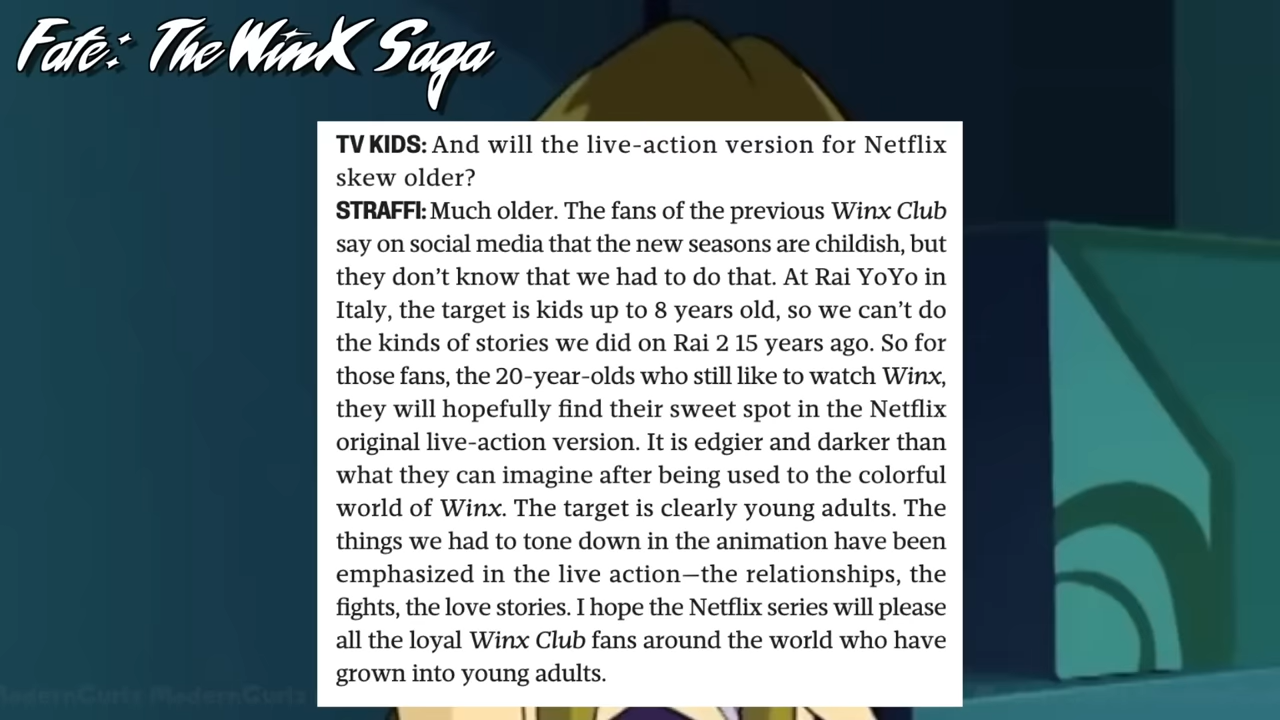 Fate: The WinX Saga
TV KIDS: And will the live-action version for Netflix
skew older?
STRAFFI: Much older. The fans of the previous Winx Club
say on social media that the new seasons are childish, but
they don’t know that we had to do that. At Rai YoYo in
Italy, the target is kids up to 8 years old, so we can’t do
the kinds of stories we did on Rai 2 15 years ago. So for
those fans, the 20-year-olds who still like to watch Winx,
they will hopefully find their sweet spot in the Netflix
original live-action version. It is edgier and darker than
what they can imagine after being used to the colorful
world of Winx. The target is clearly young adults. The
things we had to tone down in the animation have been
emphasized in the live action—the relationships, the
fights, the love stories. I hope the Netflix series will please
all the loyal Winx Club fans around the world who have
grown into young adults.
ModernGurlz ModernGurlz